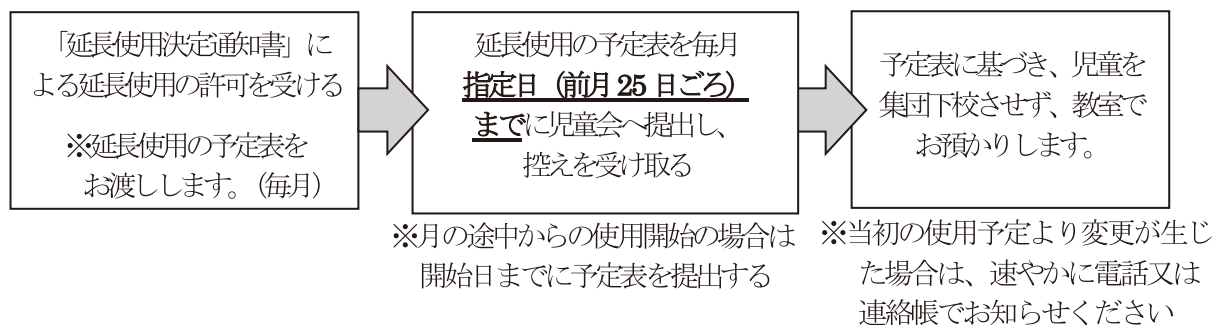 「延長使用決定通知書」に
よる延長使用の許可を受ける
※延長使用の予定表を
お渡しします。（毎月）
延長使用の予定表を毎月
指定日（前月 25 日ごろ）
までに児童会へ提出し、
控えを受け取る
※月の途中からの使用開始の場合は
開始日までに予定表を提出する
予定表に基づき、児童を
集団下校させず、教室で
お預かりします。
※当初の使用予定より変更が生じ
た場合は、速やかに電話又は
連絡帳でお知らせください